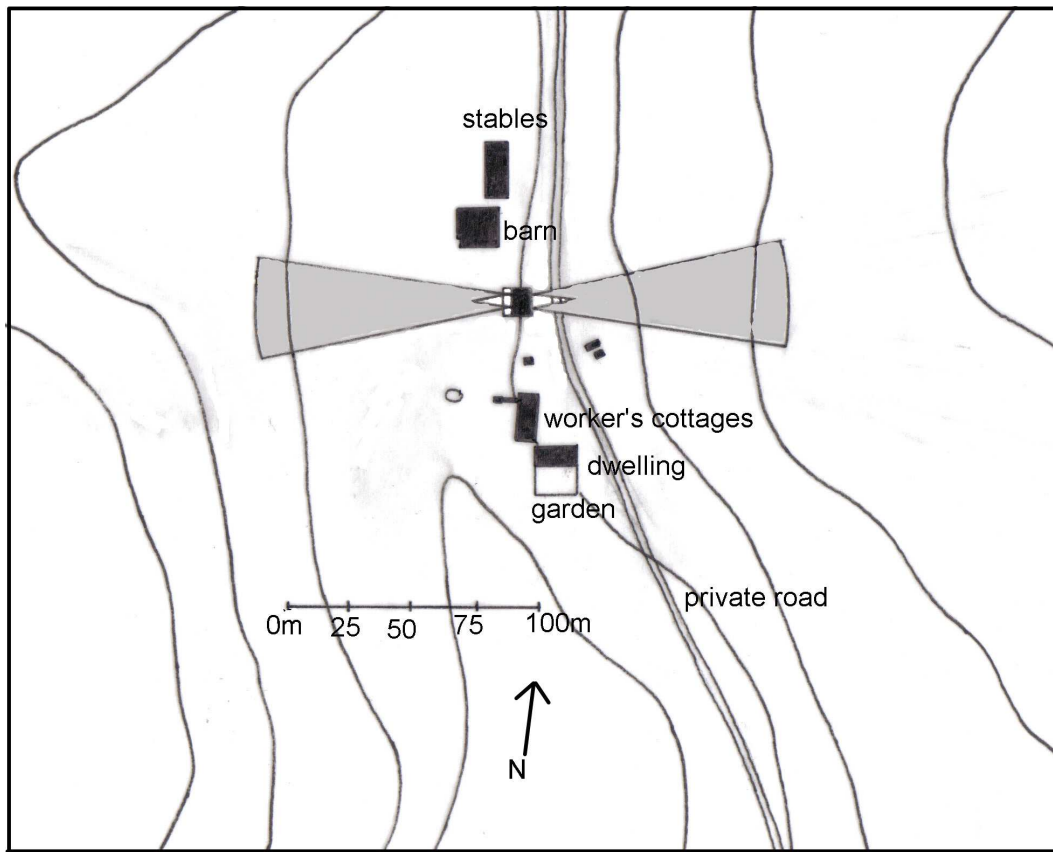 stables
barn
worker's cottages
dwelling
garden
private road
0m 25 50 75 100m
N